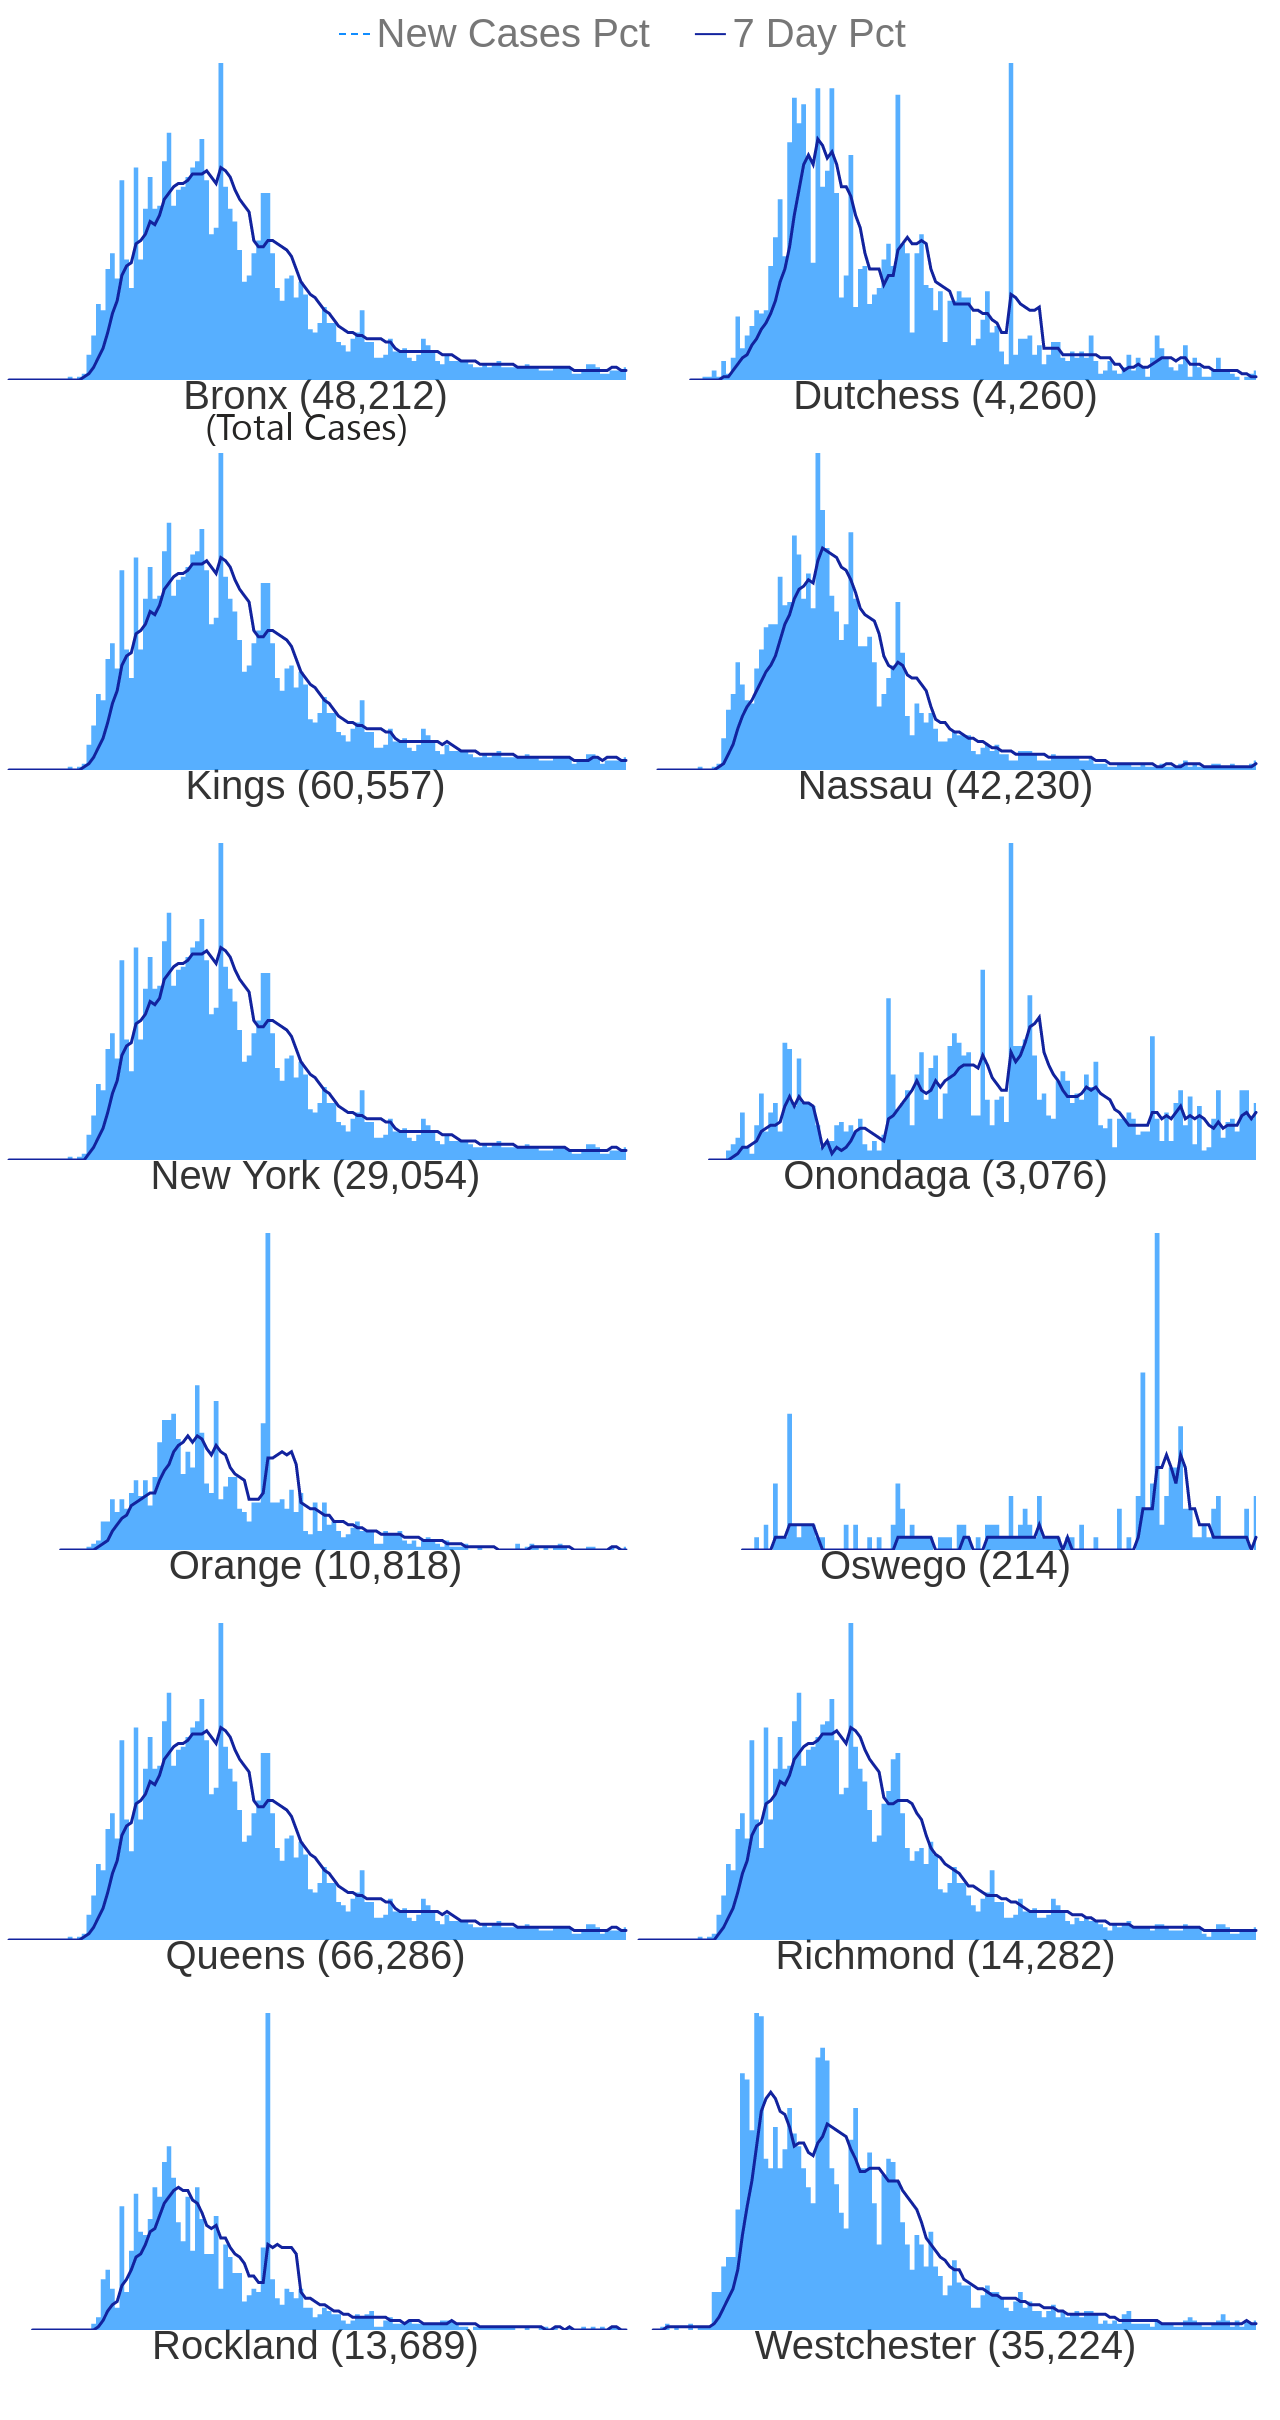 New Cases Pct 7 Day Pct
Bronx (48,212) Dutchess (4,260)
(Total Cases)
Kings (60,557) Nassau (42,230)
New York (29,054) Onondaga (3,076)
Orange (10,818) Oswego (214)
Queens (66,286) Richmond (14,282)
Rockland (13,689) Westchester (35,224)